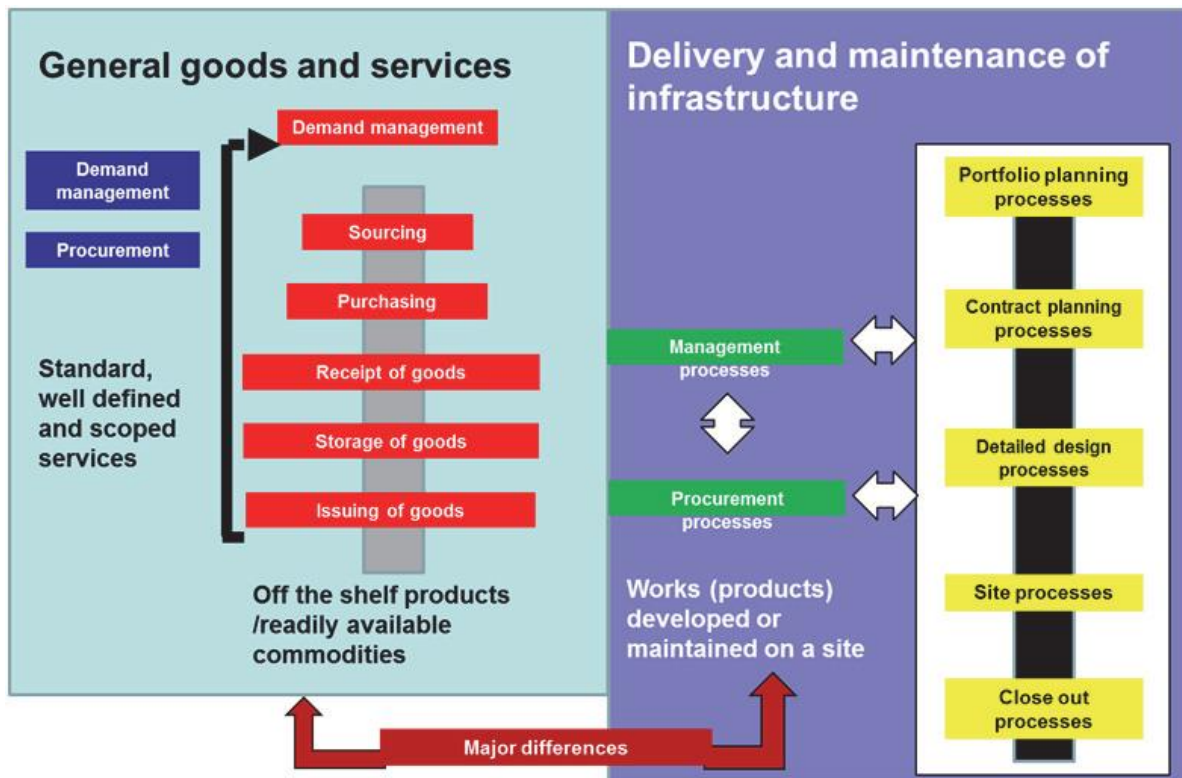 General goods and services
Demand management
Demand
management
Procurement
Sourcing
Purchasing
Receipt of goods
Storage of goods
Issuing of goods
Standard,
well defined
and scoped
services
Off the shelf products
/readily available
commodities
Delivery and maintenance of
infrastructure
Management
processes
Procurement
processes
Works (products)
developed or
maintained on a site
Portfolio planning
processes
Contract planning
processes
Detailed design
processes
Site processes
Close out
processes
Major differences